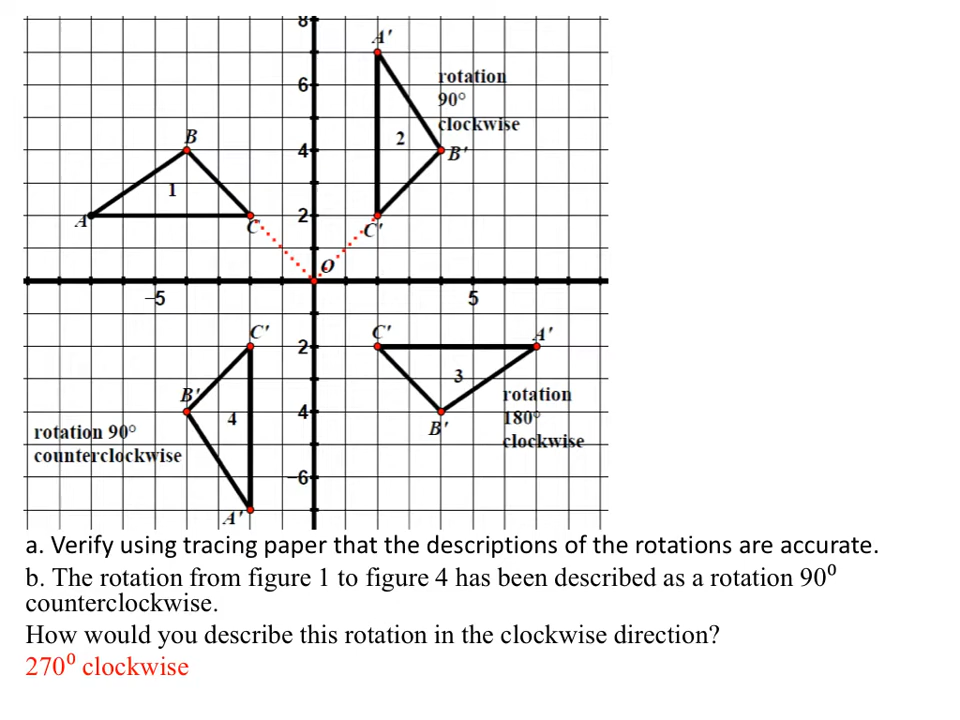 8
A'
rotation
90°
clockwise
6
B
2
4
B'
1
A
C
2
C'
O
-5
5
C'
2
C'
A'
3
B'
4
4
rotation
180°
clockwise
B'
rotation 90°
counterclockwise
-6
A'
a. Verify using tracing paper that the descriptions of the rotations are accurate.
b. The rotation from figure 1 to figure 4 has been described as a rotation 90⁰
counterclockwise.
How would you describe this rotation in the clockwise direction?
270⁰ clockwise